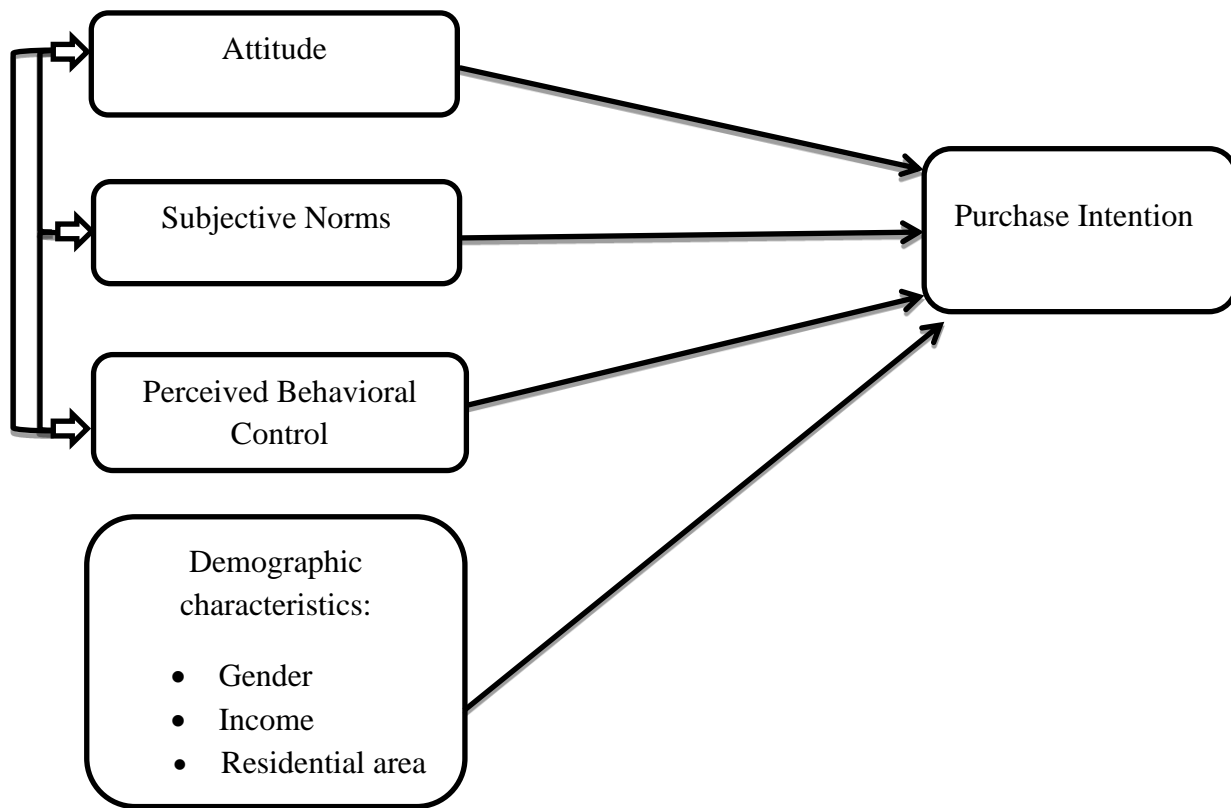 Attitude
Subjective Norms
Purchase Intention
Perceived Behavioral
Control
Demographic
characteristics:
• Gender
• Income
• Residential area